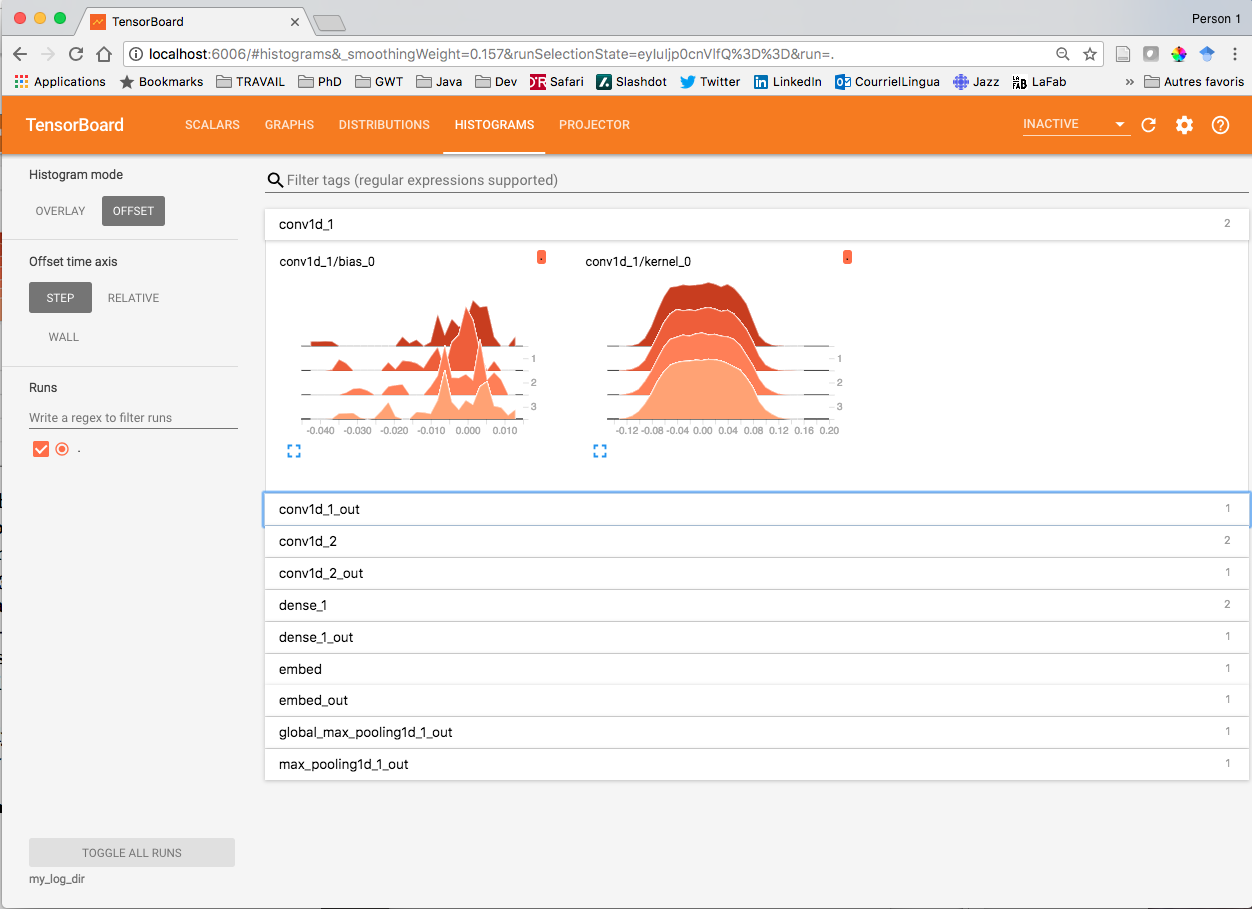 TensorBoard
Person 1
localhost:6006/#histograms&_smoothingWeight=0.157&runSelectionState=eyIuIjp0cnVlfQ%3D%3D&run=.
Applications Bookmarks TRAVAIL PhD GWT Java Dev Safari Slashdot Twitter LinkedIn CourrielLingua Jazz LaFab » Autres favoris
TensorBoard SCALARS GRAPHS DISTRIBUTIONS HISTOGRAMS PROJECTOR INACTIVE
Histogram mode
OVERLAY OFFSET
Offset time axis
STEP RELATIVE
WALL
Runs
Write a regex to filter runs
.
TOGGLE ALL RUNS
my_log_dir
Filter tags (regular expressions supported)
conv1d_1 2
conv1d_1/bias_0 .
1
2
3
-0.040 -0.030 -0.020 -0.010 0.000 0.010
conv1d_1/kernel_0 .
1
2
3
-0.12 -0.08 -0.04 0.00 0.04 0.08 0.12 0.16 0.20
conv1d_1_out 1
conv1d_2 2
conv1d_2_out 1
dense_1 2
dense_1_out 1
embed 1
embed_out 1
global_max_pooling1d_1_out 1
max_pooling1d_1_out 1